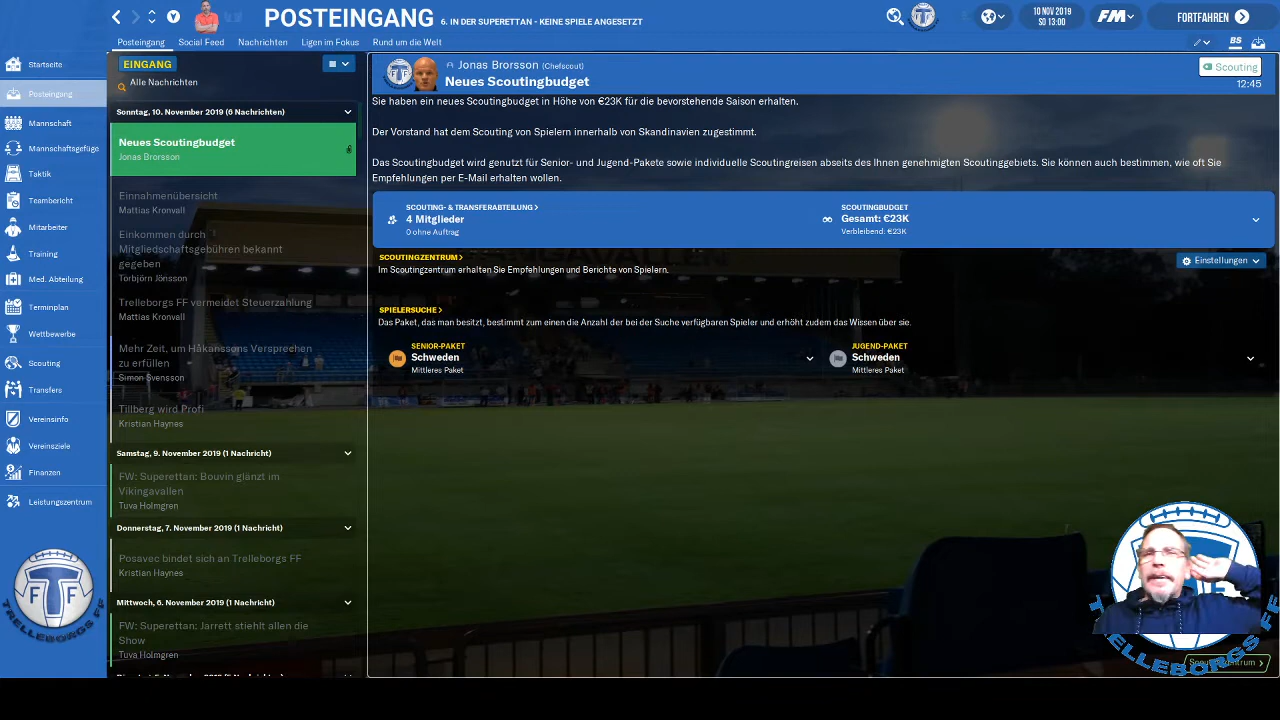 POSTEINGANG
6. IN DER SUPERETTAN - KEINE SPIELE ANGESETZT
10 NOV 2019
SO 13:00
FM
FORTFAHREN
Posteingang
Social Feed
Nachrichten
Ligen im Fokus
Rund um die Welt
BS
Startseite
Posteingang
Mannschaft
Mannschaftsgefüge
Taktik
Teambericht
Mitarbeiter
Training
Med. Abteilung
Terminplan
Wettbewerbe
Scouting
Transfers
Vereinsinfo
Vereinsziele
Finanzen
Leistungszentrum
F F
TRELLEBORGS FF
EINGANG
Alle Nachrichten
Sonntag, 10. November 2019 (6 Nachrichten)
Neues Scoutingbudget
Jonas Brorsson
Einnahmenübersicht
Mattias Kronvall
Einkommen durch
Mitgliedschaftsgebühren bekannt
gegeben
Torbjörn Jönsson
Trelleborgs FF vermeidet Steuerzahlung
Mattias Kronvall
Mehr Zeit, um Håkanssons Versprechen
zu erfüllen
Simon Svensson
Tillberg wird Profi
Kristian Haynes
Samstag, 9. November 2019 (1 Nachricht)
FW: Superettan: Bouvin glänzt im
Vikingavallen
Tuva Holmgren
Donnerstag, 7. November 2019 (1 Nachricht)
Posavec bindet sich an Trelleborgs FF
Kristian Haynes
Mittwoch, 6. November 2019 (1 Nachricht)
FW: Superettan: Jarrett stiehlt allen die
Show
Tuva Holmgren
Jonas Brorsson (Chefscout)
Neues Scoutingbudget
Scouting
12:45
Sie haben ein neues Scoutingbudget in Höhe von €23K für die bevorstehende Saison erhalten.
Der Vorstand hat dem Scouting von Spielern innerhalb von Skandinavien zugestimmt.
Das Scoutingbudget wird genutzt für Senior- und Jugend-Pakete sowie individuelle Scoutingreisen abseits des Ihnen genehmigten Scoutinggebiets. Sie können auch bestimmen, wie oft Sie
Empfehlungen per E-Mail erhalten wollen.
SCOUTING- & TRANSFERABTEILUNG >
4 Mitglieder
0 ohne Auftrag
SCOUTINGBUDGET
Gesamt: €23K
Verbleibend: €23K
SCOUTINGZENTRUM >
Im Scoutingzentrum erhalten Sie Empfehlungen und Berichte von Spielern.
Einstellungen
SPIELERSUCHE >
Das Paket, das man besitzt, bestimmt zum einen die Anzahl der bei der Suche verfügbaren Spieler und erhöht zudem das Wissen über sie.
SENIOR-PAKET
Schweden
Mittleres Paket
JUGEND-PAKET
Schweden
Mittleres Paket